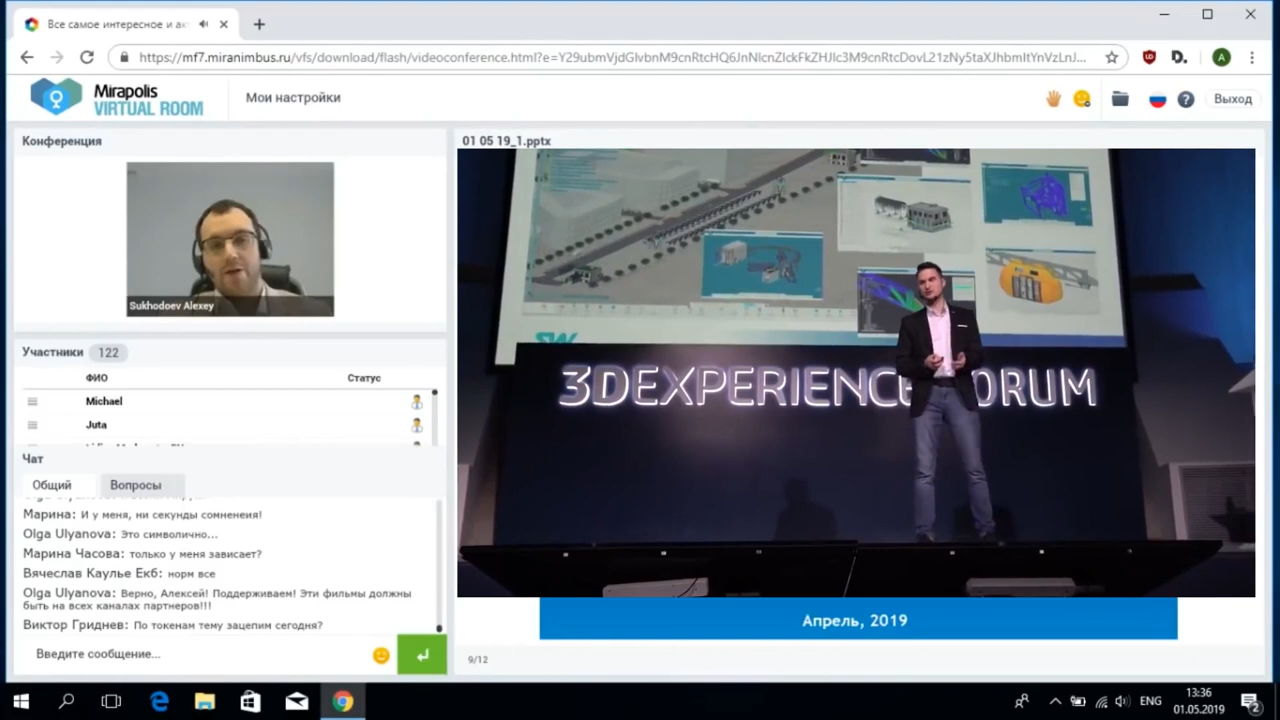 Все самое интересное и ак
https://mf7.miranimbus.ru/vfs/download/flash/videoconference.html?e=
Mirapolis
VIRTUAL ROOM
Мои настройки
Выход
Конференция
Sukhodoev Alexey
Участники 122
ФИО Статус
Michael
Juta
Чат
Общий Вопросы
Марина: И у меня, ни секунды сомненеия!
Olga Ulyanova: Это символично...
Марина Часова: только у меня зависает?
Вячеслав Каулье Екб: норм все
Olga Ulyanova: Верно, Алексей! Поддерживаем! Эти фильмы должны
быть на всех каналах партнеров!!!
Виктор Гриднев: По токенам тему зацепим сегодня?
Введите сообщение...
01 05 19_1.pptx
3DEXPERIENCE ORUM
Апрель, 2019
9/12
ENG
13:36
01.05.2019
2